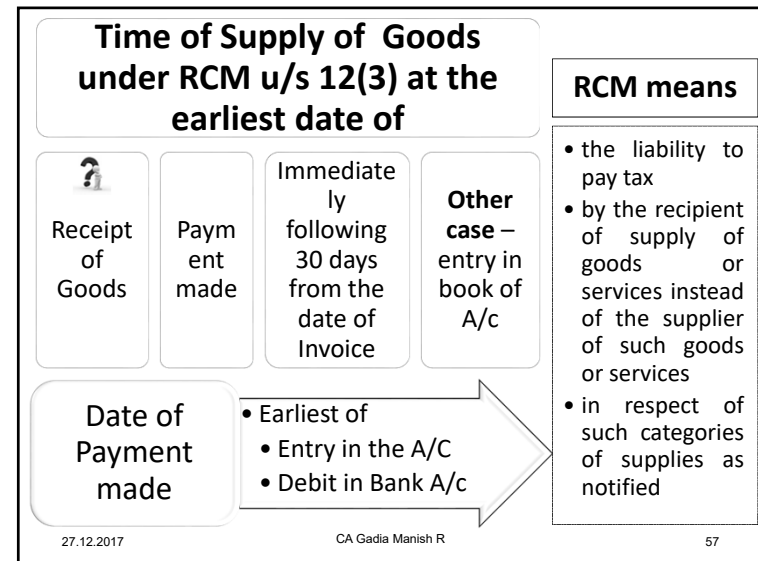 Time of Supply of Goods
under RCM u/s 12(3) at the
earliest date of
Receipt
of
Goods
Paym
ent
made
Immediate
ly
following
30 days
from the
date of
Invoice
Other
case –
entry in
book of
A/c
Date of
Payment
made
• Earliest of
• Entry in the A/C
• Debit in Bank A/c
RCM means
• the liability to
pay tax
• by the recipient
of supply of
goods or
services instead
of the supplier
of such goods
or services
• in respect of
such categories
of supplies as
notified
27.12.2017
CA Gadia Manish R
57